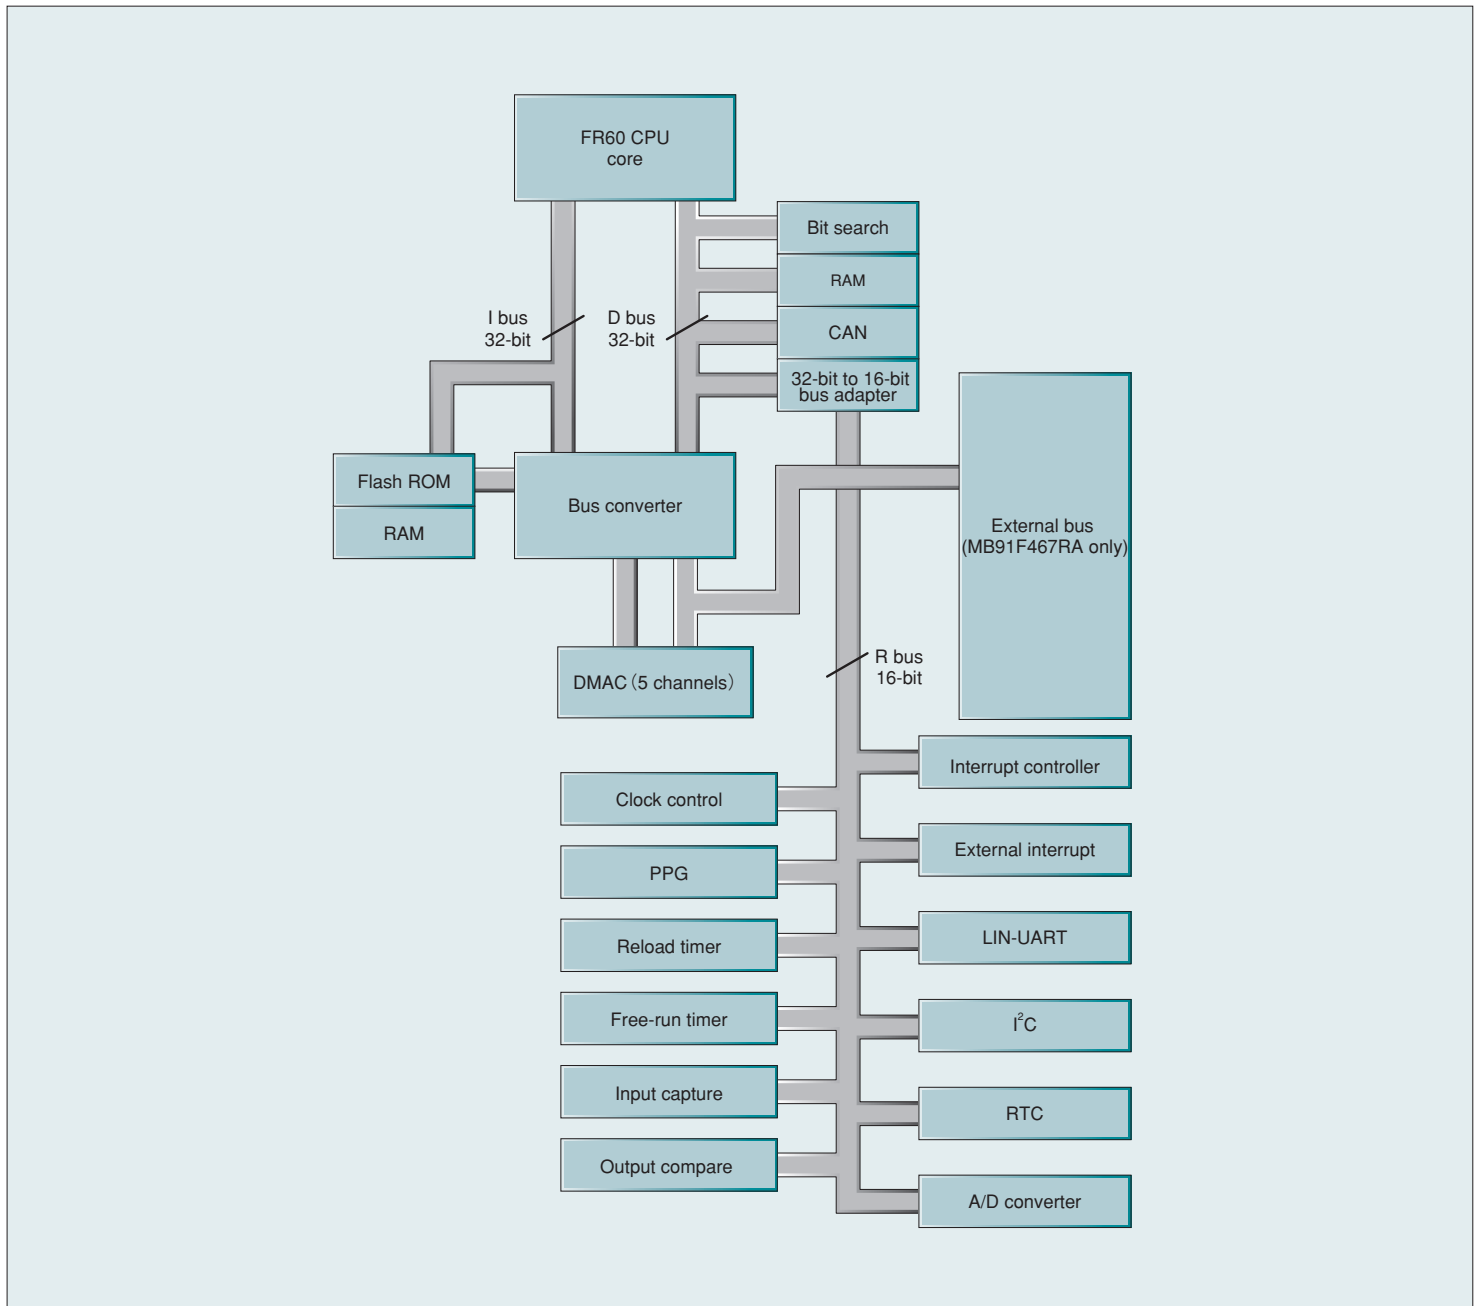 FR60 CPU
core
Bit search
RAM
CAN
32-bit to 16-bit
bus adapter
I bus
32-bit
D bus
32-bit
Flash ROM
RAM
Bus converter
External bus
(MB91F467RA only)
DMAC（5 channels）
R bus
16-bit
Interrupt controller
Clock control
External interrupt
PPG
LIN-UART
Reload timer
I²C
Free-run timer
Input capture
RTC
Output compare
A/D converter